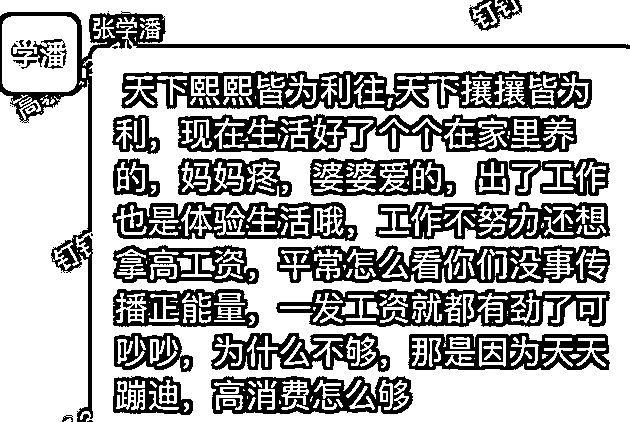 钉钉
张学潘
学潘
天下熙熙皆为利往,天下攘攘皆为
利，现在生活好了个个在家里养
的，妈妈疼，婆婆爱的，出了工作
也是体验生活哦，工作不努力还想
拿高工资，平常怎么看你们没事传
播正能量，一发工资就都有劲了可
吵吵，为什么不够，那是因为天天
蹦迪，高消费怎么够
钉钉